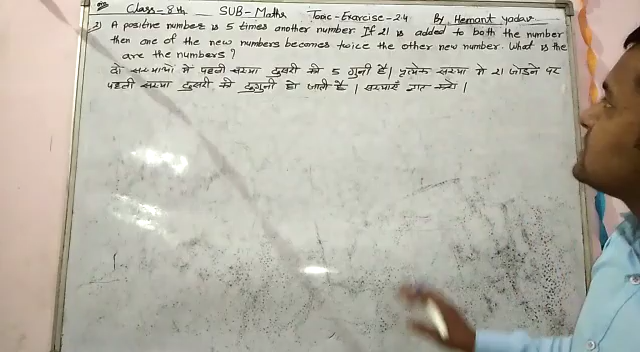 Class-8th SUB-Maths Topic-Exercise-2.4 By Hemant yadav
2) A positive number is 5 times another number. If 21 is added to both the number
then one of the new numbers becomes twice the other new number. What is the
are the numbers?
दो संख्याओं में पहली संख्या दुसरी की 5 गुनी है। प्रत्येक संख्या में 21 जोड़ने पर
पहली संख्या दुसरी की दुगुनी हो जाती है। संख्याएँ ज्ञात करो।